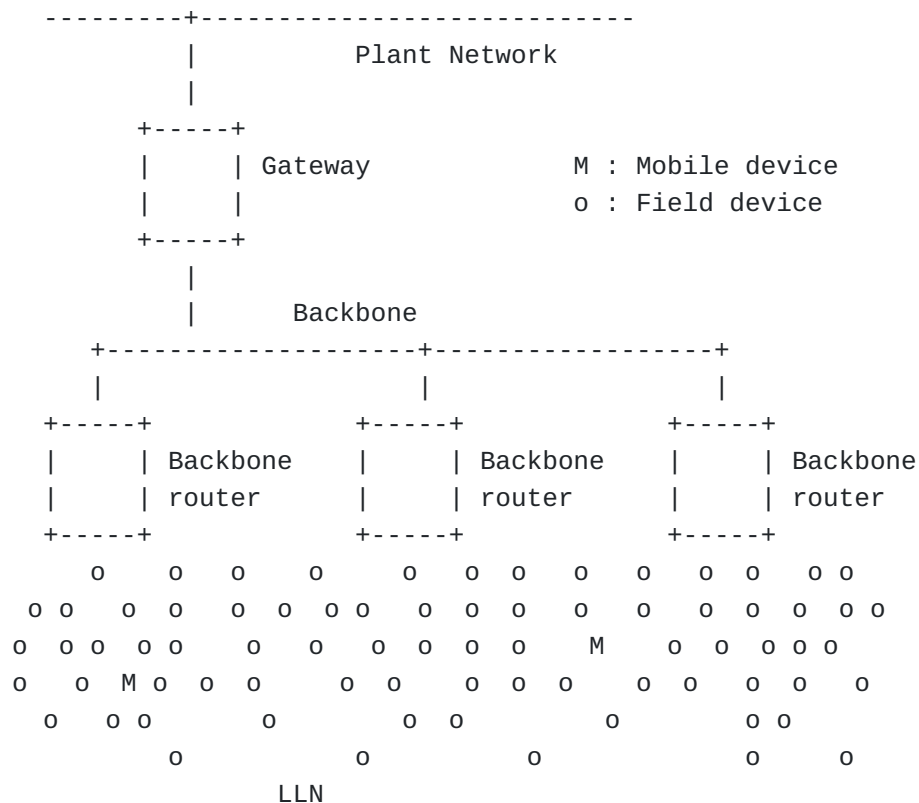 ---------+----------------------------
|          Plant Network
|
+-----+
|     | Gateway             M : Mobile device
|     |                     o : Field device
+-----+
|
|      Backbone
+--------------------+------------------+
|                    |                  |
+-----+             +-----+             +-----+
|     | Backbone    |     | Backbone    |     | Backbone
|     | router      |     | router      |     | router
+-----+             +-----+             +-----+
o    o   o    o     o   o  o   o   o   o  o   o o
o o   o  o   o  o  o o   o  o  o   o   o   o  o  o  o o
o  o o  o o    o   o   o  o  o  o    M    o  o  o o o
o   o  M o  o  o     o  o    o  o  o    o  o   o  o   o
o   o o       o        o  o         o        o o
o           o          o             o     o
LLN